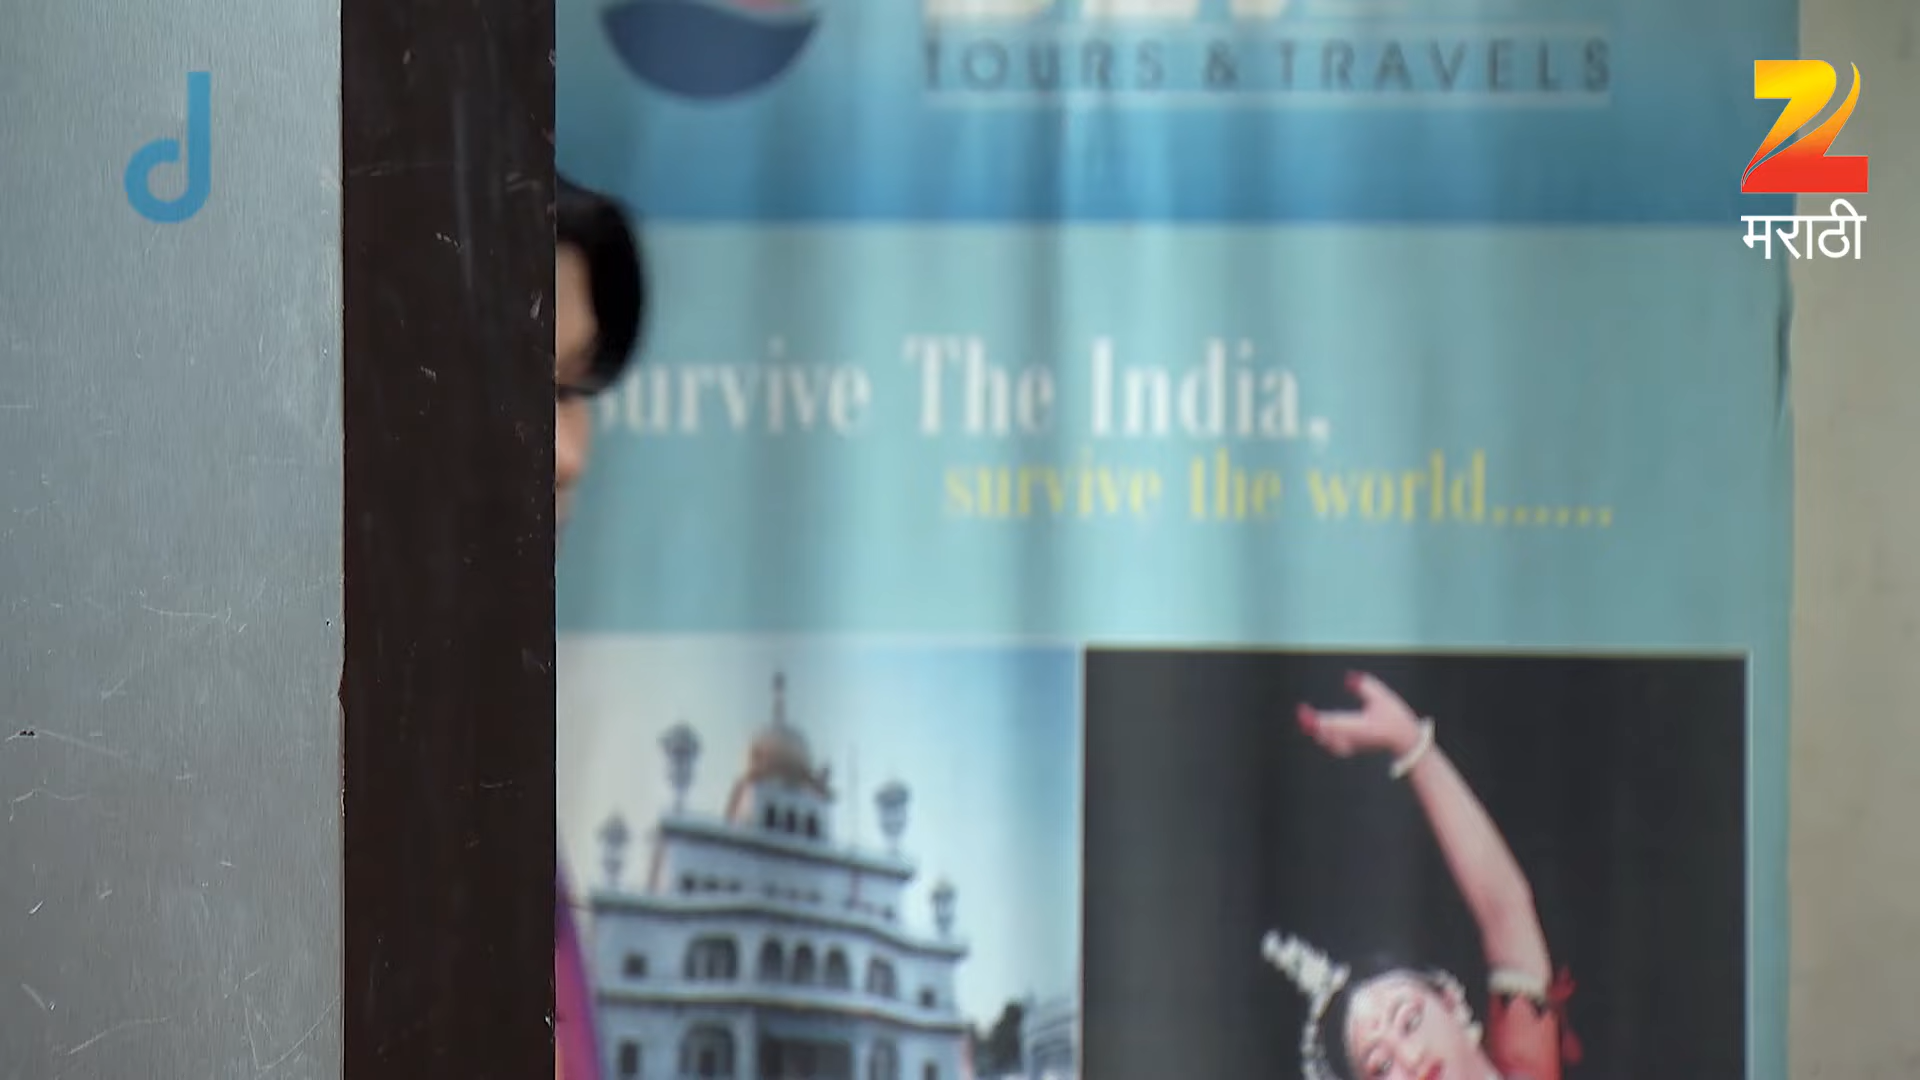 TOURS & TRAVELS
मराठी
Survive The India,
survive the world......